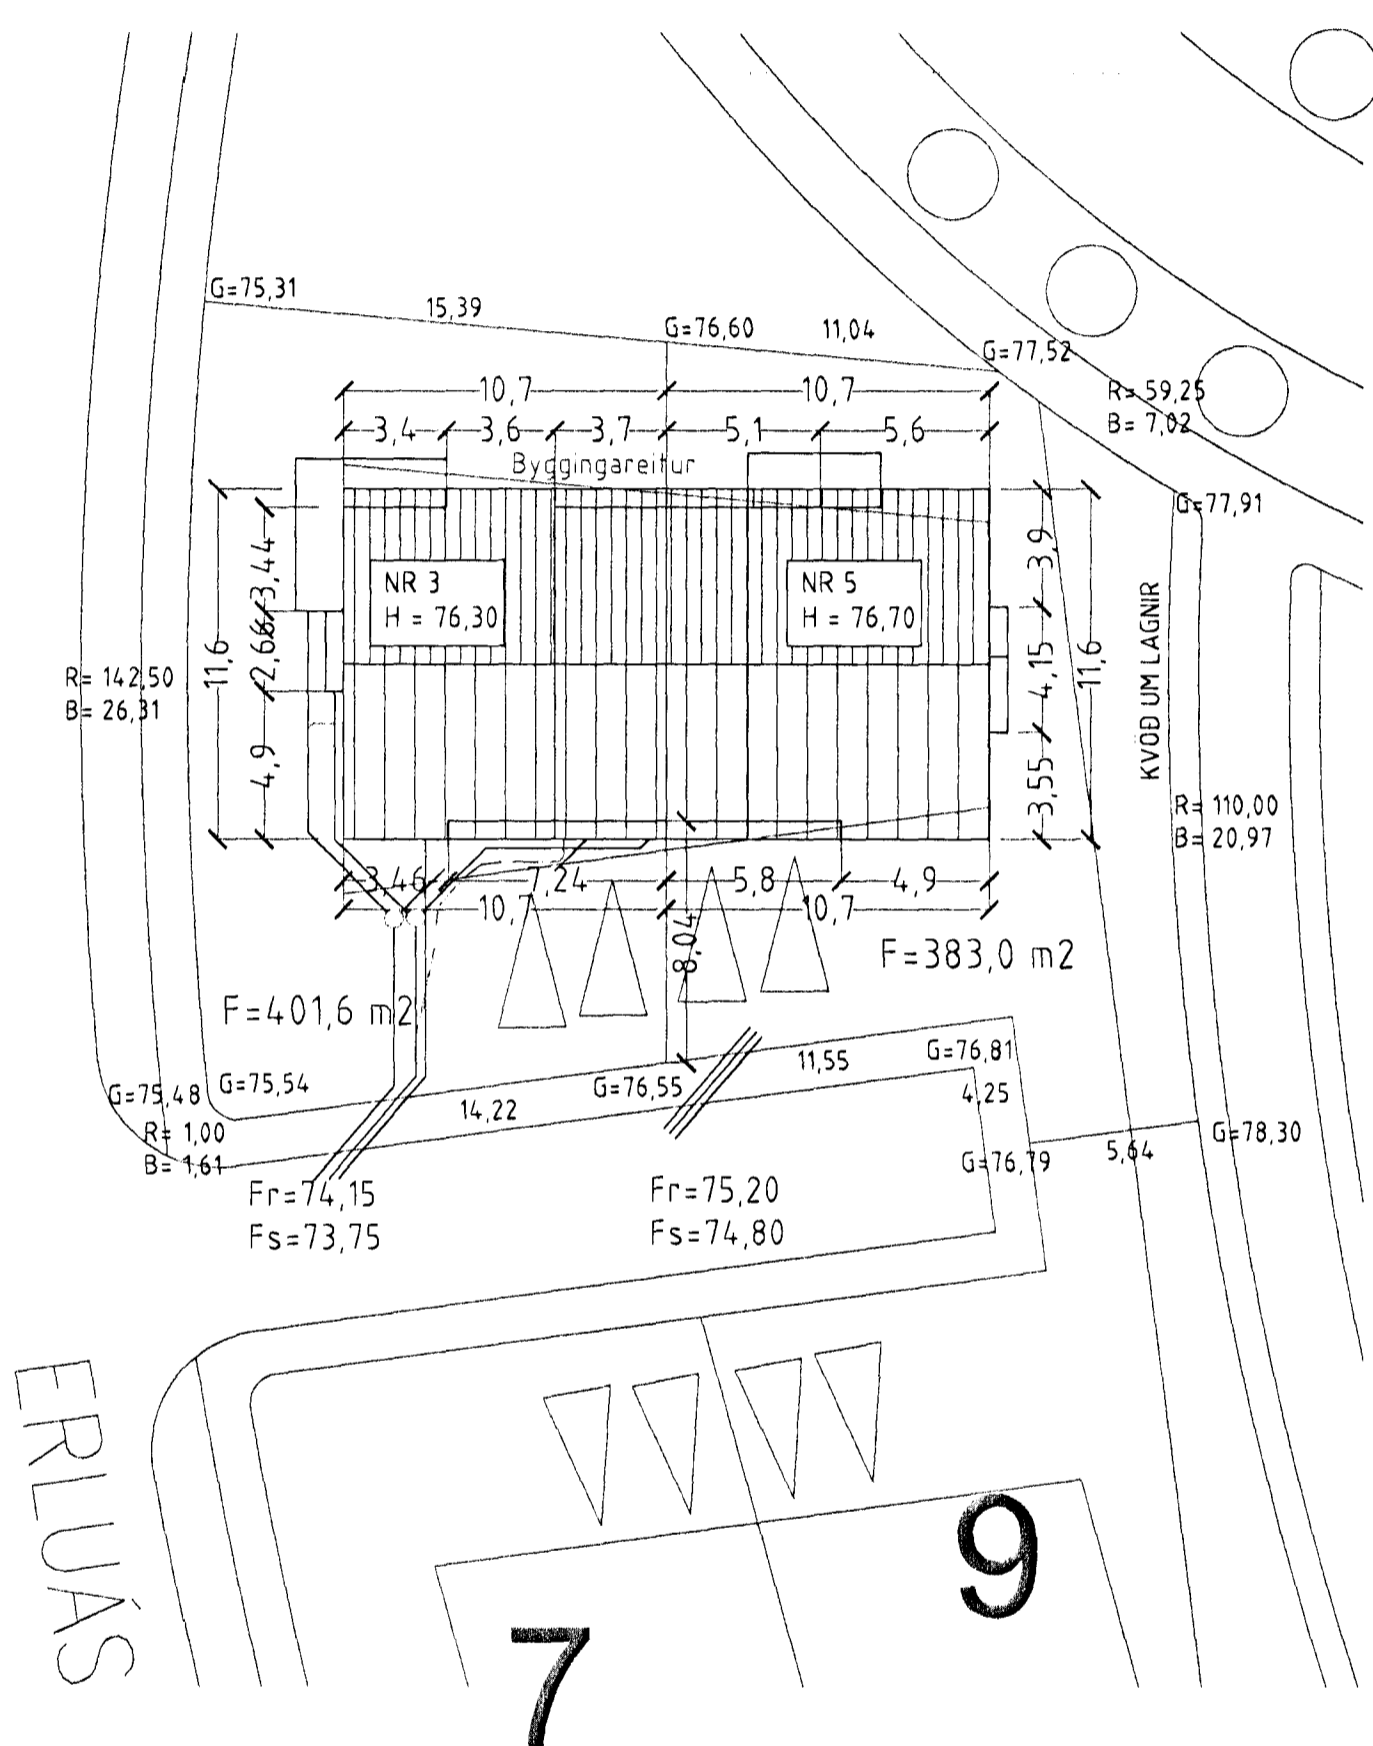 G=75,31
15,39
G=76,60
11,04
G=77,52
R= 59,25
B= 7,02
10,7
10,7
3,4
3,6
3,7
5,1
5,6
Byggingareitur
G=77,91
NR 3
H = 76,30
NR 5
H = 76,70
3,44
2,66
4,9
11,6
3,9
4,15
3,55
11,6
KVÖÐ UM LAGNIR
R= 142,50
B= 26,31
R= 110,00
B= 20,97
3,46
7,24
5,8
4,9
10,7
10,7
8,04
F=383,0 m2
F=401,6 m2
G=75,48
G=75,54
R= 1,00
B= 1,61
14,22
G=76,55
11,55
G=76,81
4,25
G=76,79
5,64
G=78,30
Fr=74,15
Fs=73,75
Fr=75,20
Fs=74,80
ERLUÁS
9
7